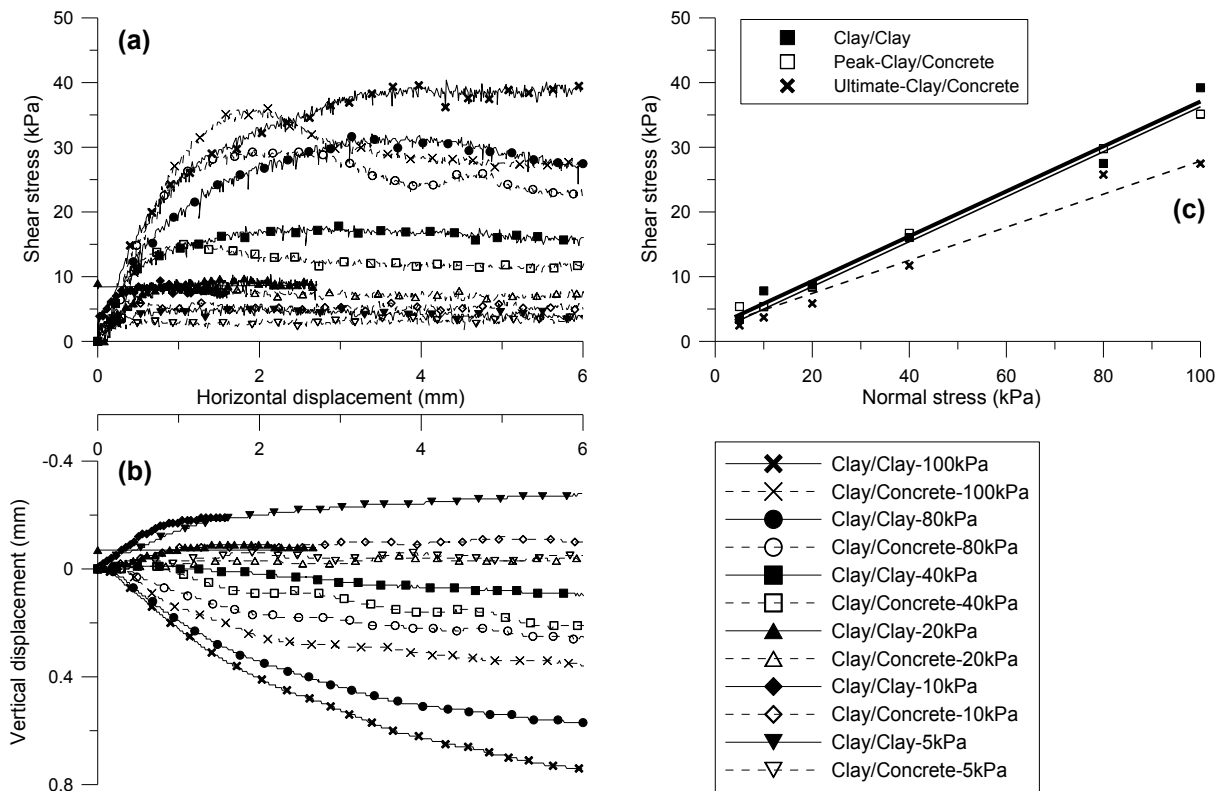 (a)
Shear stress (kPa)
50
40
30
20
10
0
0 2 4 6
Horizontal displacement (mm)
0 2 4 6
(b)
Vertical displacement (mm)
-0.4
0
0.4
0.8
Clay/Clay
Peak-Clay/Concrete
Ultimate-Clay/Concrete
(c)
Shear stress (kPa)
50
40
30
20
10
0
0 20 40 60 80 100
Normal stress (kPa)
Clay/Clay-100kPa
Clay/Concrete-100kPa
Clay/Clay-80kPa
Clay/Concrete-80kPa
Clay/Clay-40kPa
Clay/Concrete-40kPa
Clay/Clay-20kPa
Clay/Concrete-20kPa
Clay/Clay-10kPa
Clay/Concrete-10kPa
Clay/Clay-5kPa
Clay/Concrete-5kPa